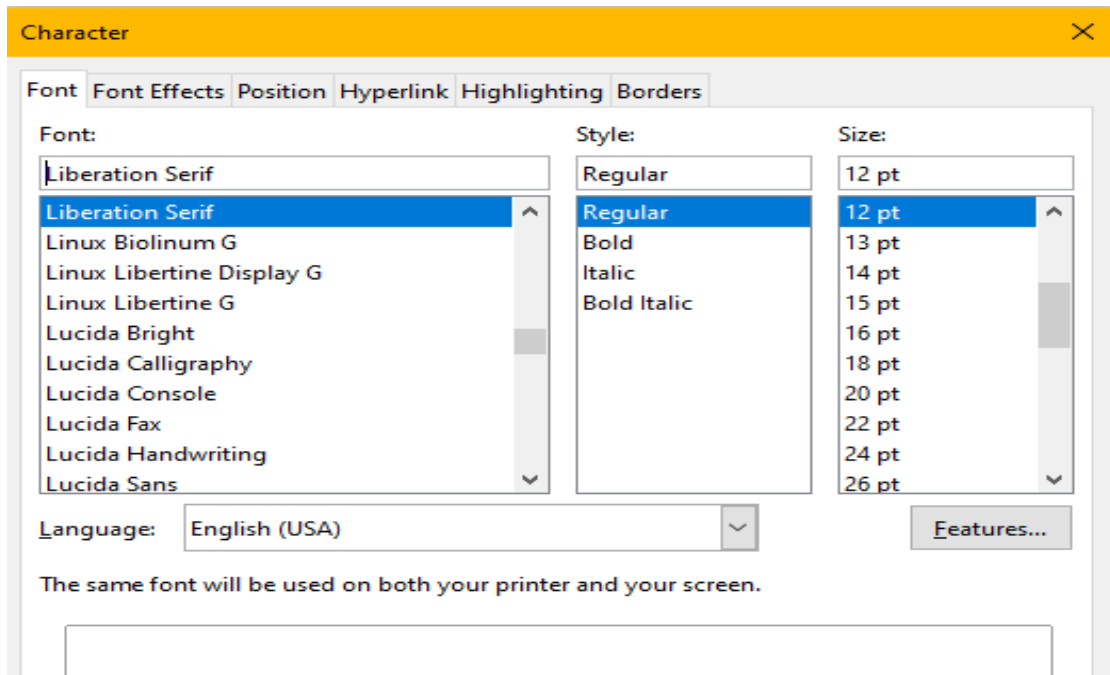 Character
Font Font Effects Position Hyperlink Highlighting Borders
Font: Style: Size:
Liberation Serif Regular 12 pt
Liberation Serif Regular 12 pt
Linux Biolinum G Bold 13 pt
Linux Libertine Display G Italic 14 pt
Linux Libertine G Bold Italic 15 pt
Lucida Bright 16 pt
Lucida Calligraphy 18 pt
Lucida Console 20 pt
Lucida Fax 22 pt
Lucida Handwriting 24 pt
Lucida Sans 26 pt
Language: English (USA) Features...
The same font will be used on both your printer and your screen.